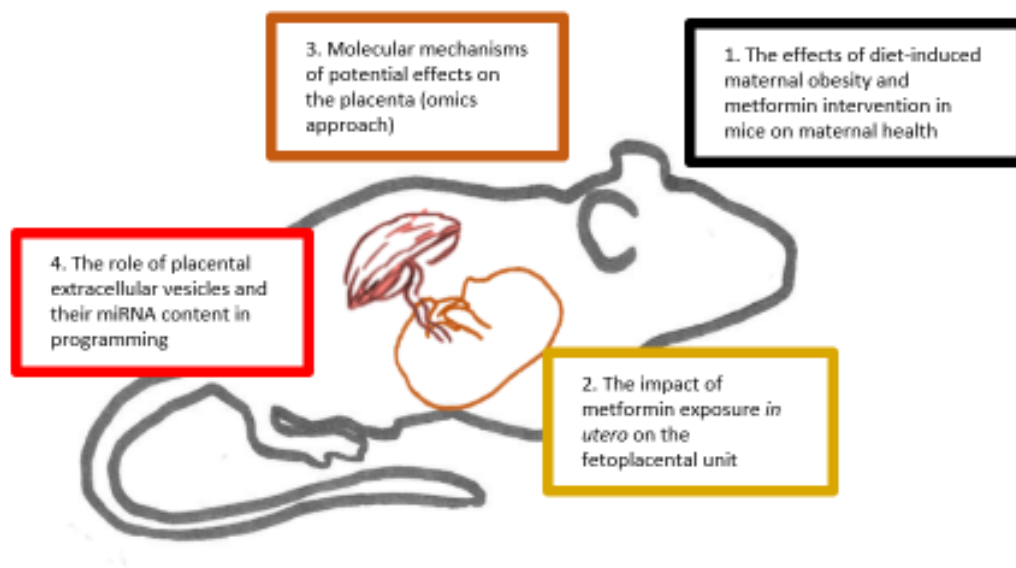 3. Molecular mechanisms
of potential effects on
the placenta (omics
approach)
1. The effects of diet-induced
maternal obesity and
metformin intervention in
mice on maternal health
4. The role of placental
extracellular vesicles and
their miRNA content in
programming
2. The impact of
metformin exposure in
utero on the
fetoplacental unit